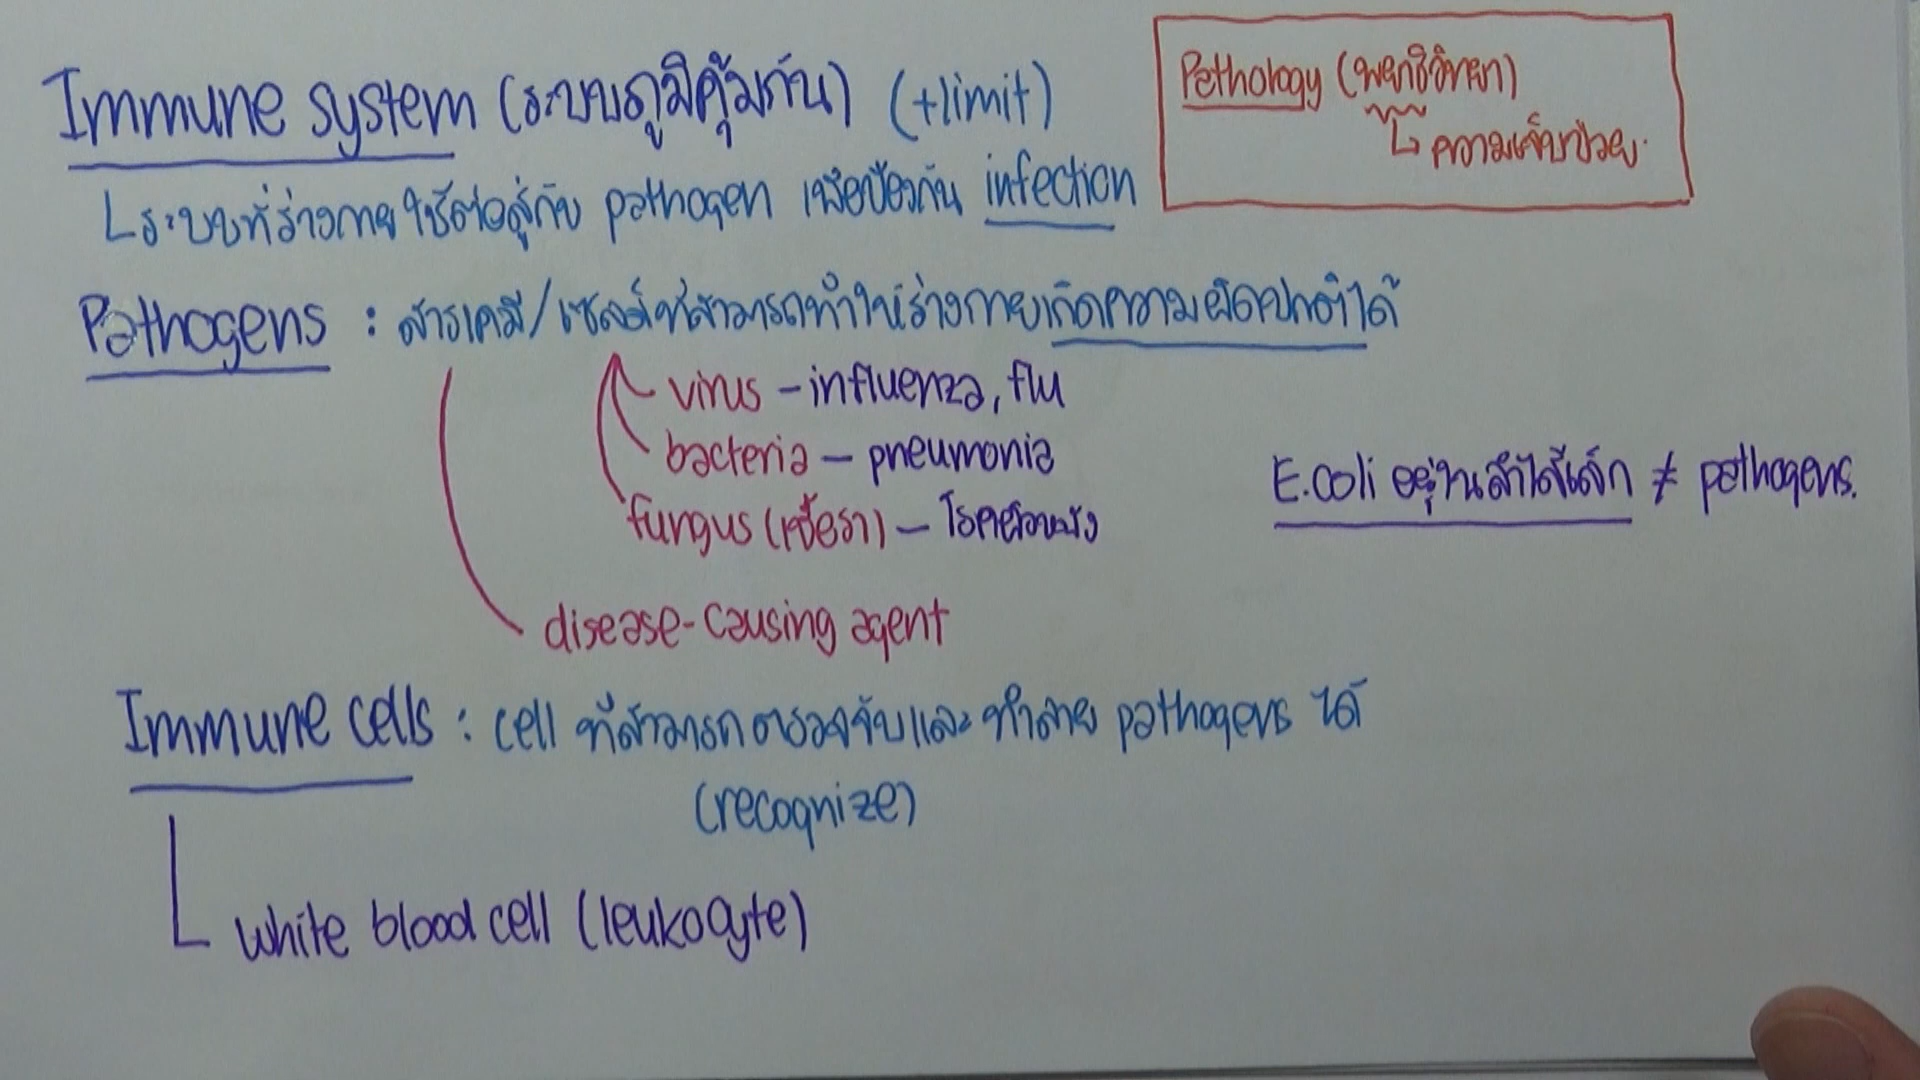 Immune system (ระบบภูมิคุ้มกัน) (+limit)
Pathology (พยาธิวิทยา)
ความเจ็บป่วย.
ระบบที่ร่างกายใช้ต่อสู้กับ pathogen เพื่อป้องกัน infection
Pathogens : สารเคมี/เซลล์ที่สามารถทำให้ร่างกายเกิดความผิดปกติได้
virus - influenza, flu
bacteria - pneumonia
E.coli อยู่ในลำไส้เล็ก ≠ pathogens.
fungus (เชื้อรา) - โรคผิวหนัง
disease-causing agent
Immune cells : cell ที่สามารถตรวจจับและทำลาย pathogens ได้
(recognize)
white blood cell (leukocyte)